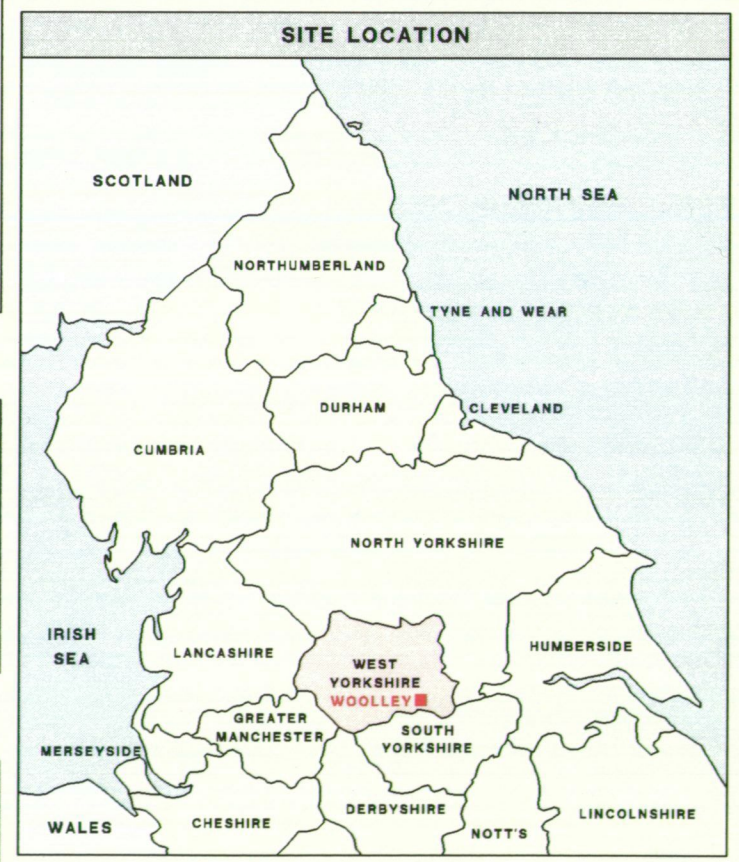 SITE LOCATION
SCOTLAND
NORTH SEA
NORTHUMBERLAND
TYNE AND WEAR
DURHAM
CLEVELAND
CUMBRIA
NORTH YORKSHIRE
IRISH
SEA
LANCASHIRE
WEST
YORKSHIRE
WOOLLEY
HUMBERSIDE
GREATER
MANCHESTER
SOUTH
YORKSHIRE
MERSEYSIDE
WALES
CHESHIRE
DERBYSHIRE
NOTT'S
LINCOLNSHIRE